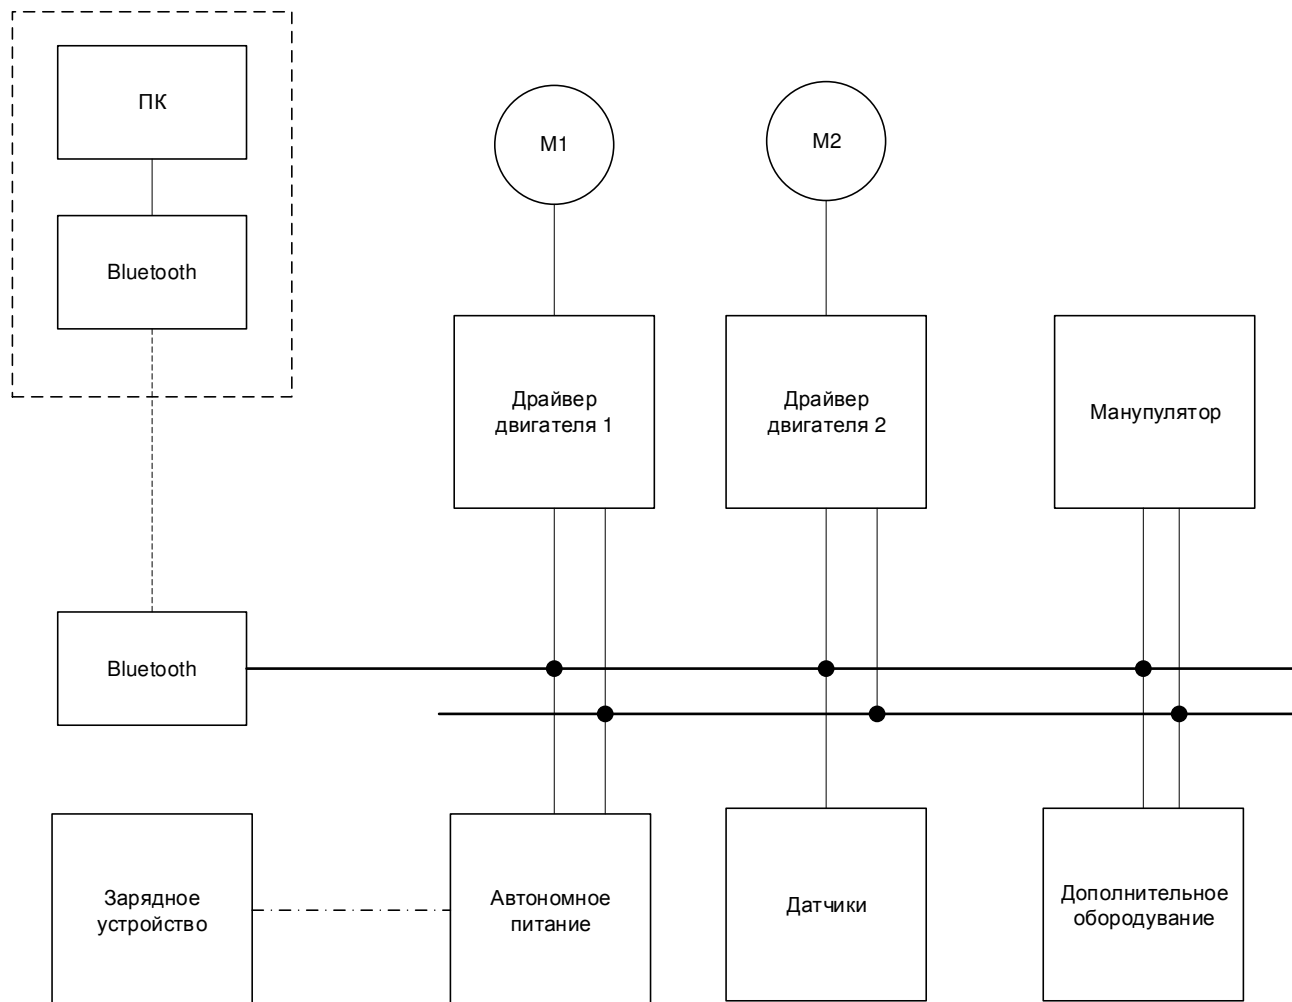 ПК
M1
M2
Bluetooth
Драйвер
двигателя 1
Драйвер
двигателя 2
Манупулятор
Bluetooth
Зарядное
устройство
Автономное
питание
Датчики
Дополнительное
обородувание